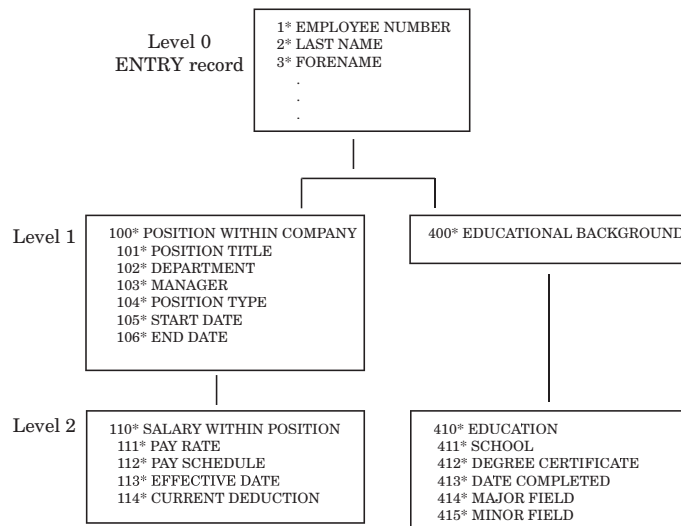 Level 0
ENTRY record
1* EMPLOYEE NUMBER
2* LAST NAME
3* FORENAME
.
.
.
Level 1
100* POSITION WITHIN COMPANY
101* POSITION TITLE
102* DEPARTMENT
103* MANAGER
104* POSITION TYPE
105* START DATE
106* END DATE
400* EDUCATIONAL BACKGROUND
Level 2
110* SALARY WITHIN POSITION
111* PAY RATE
112* PAY SCHEDULE
113* EFFECTIVE DATE
114* CURRENT DEDUCTION
410* EDUCATION
411* SCHOOL
412* DEGREE CERTIFICATE
413* DATE COMPLETED
414* MAJOR FIELD
415* MINOR FIELD